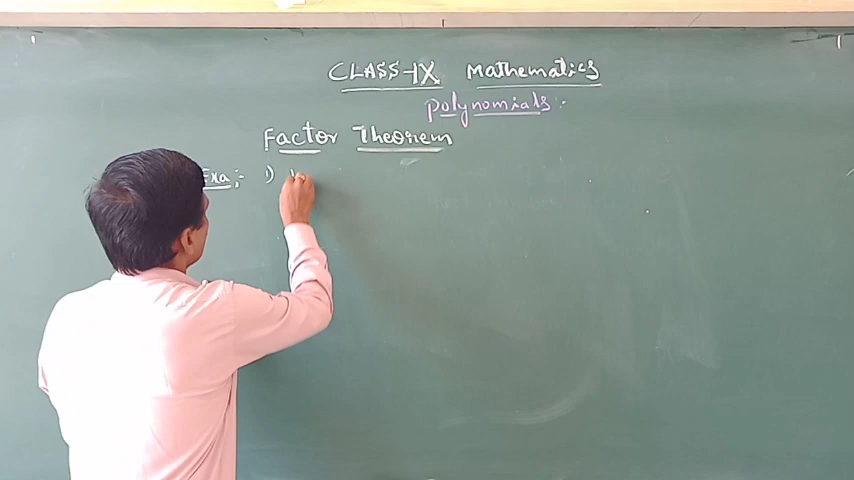 CLASS-IX Mathematics
Polynomials:-
Factor Theorem
Exa:- 1)